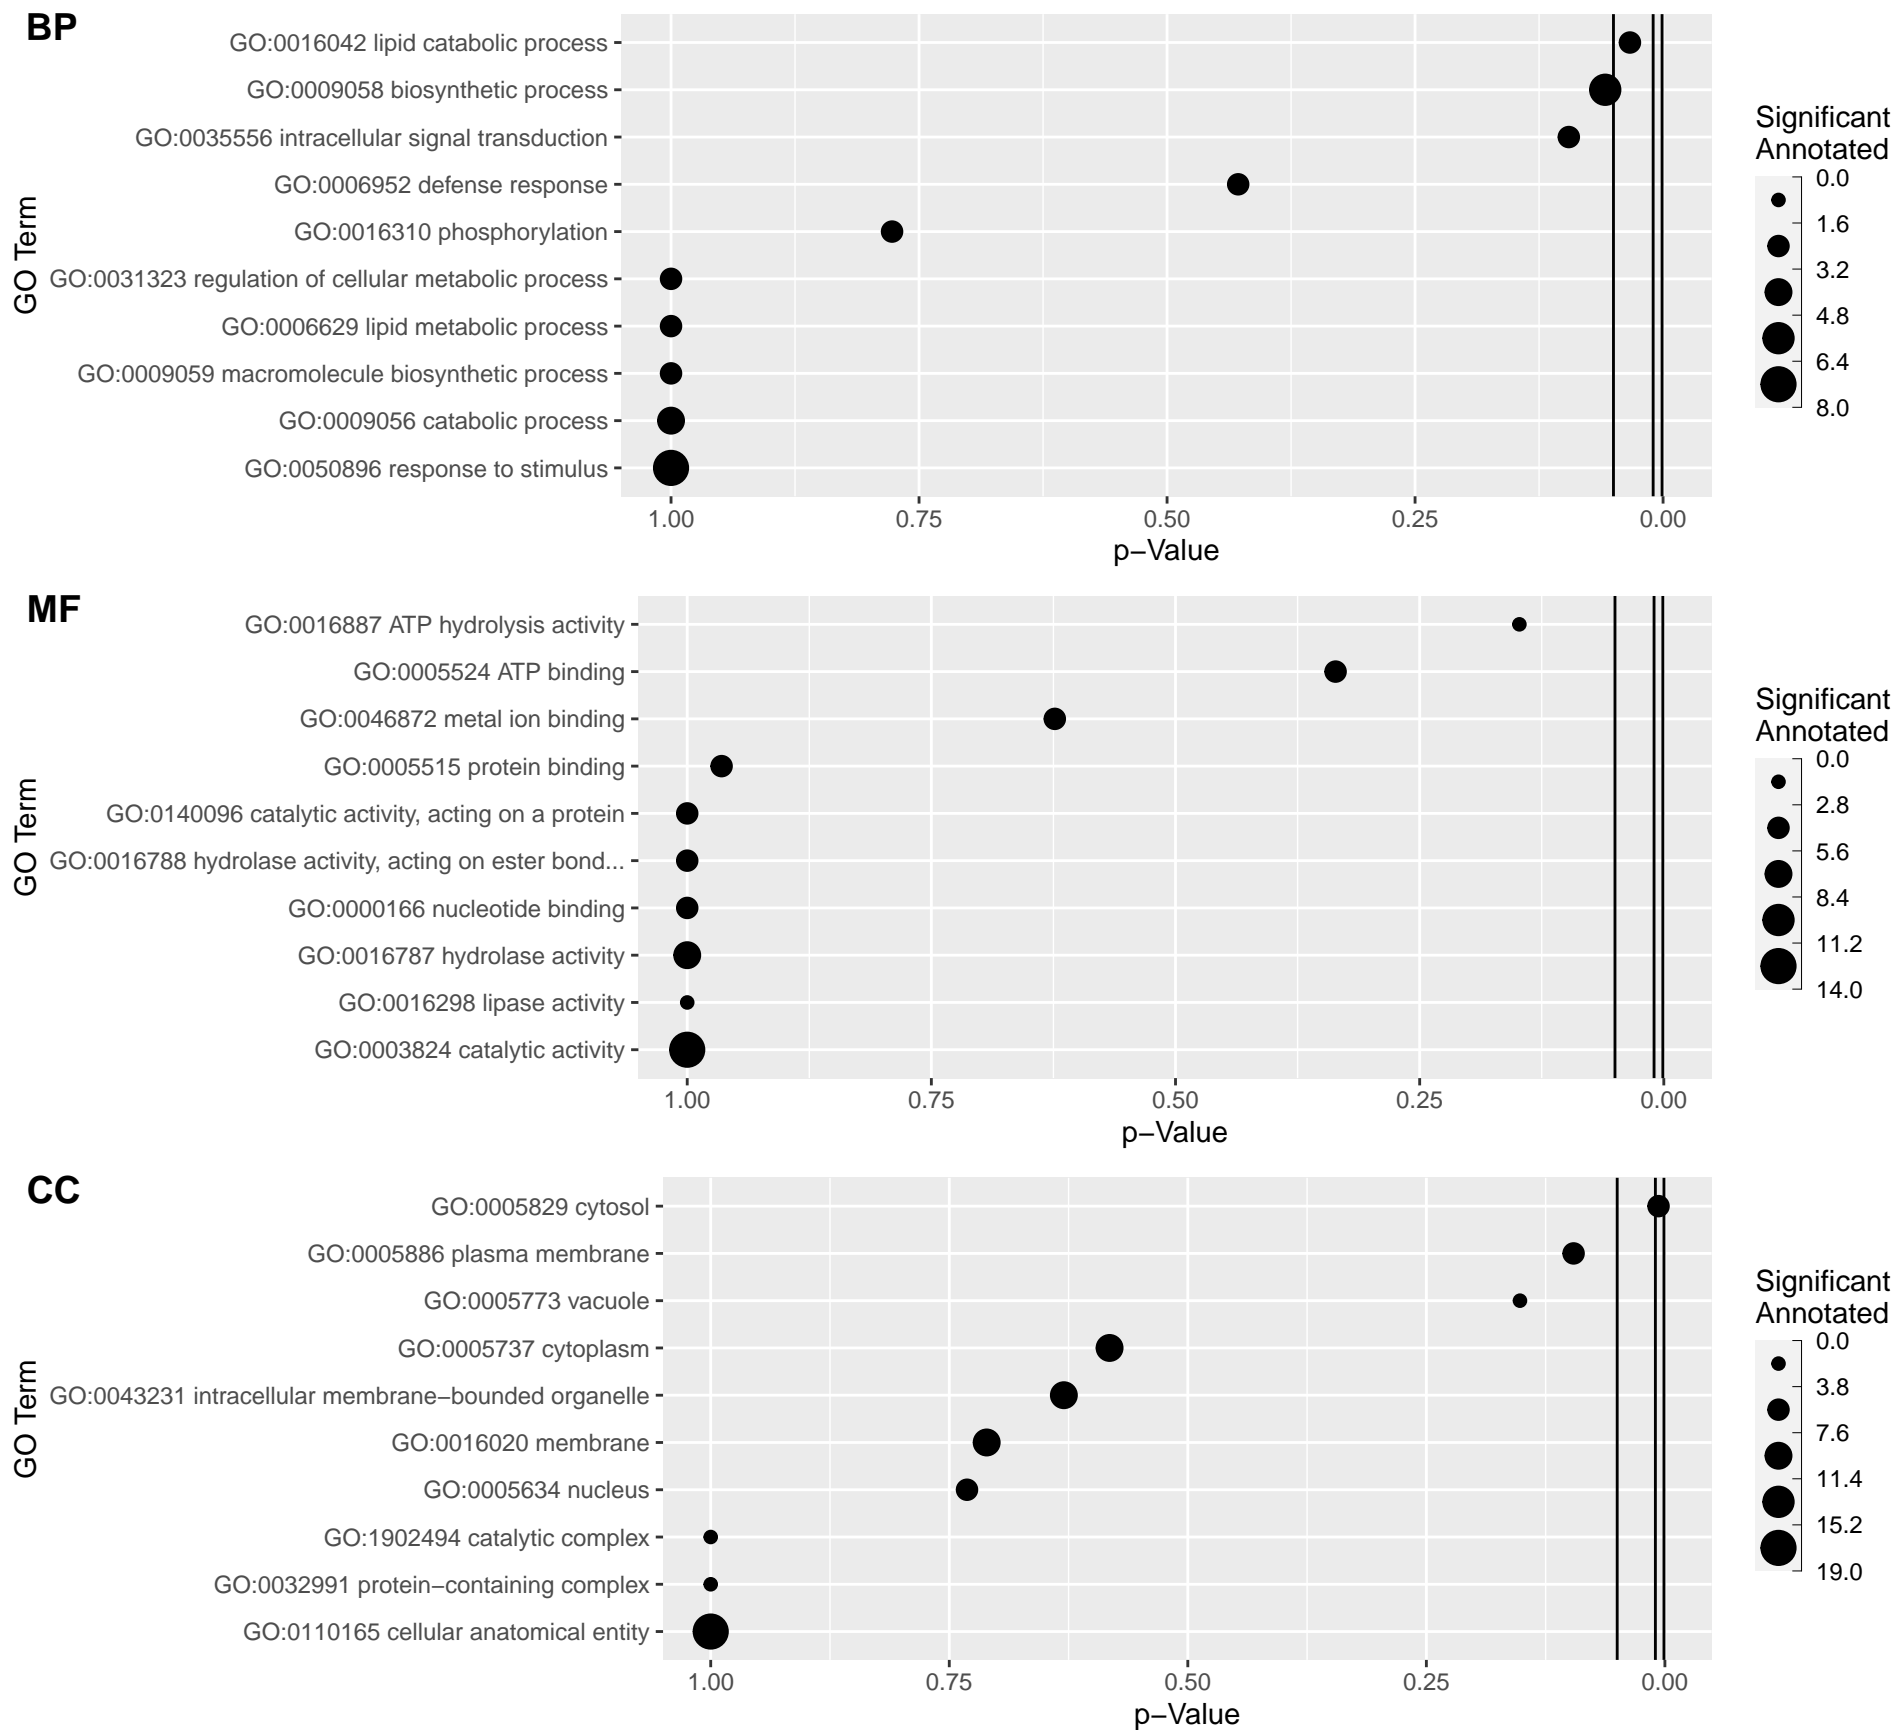 BP
GO Term
GO:0016042 lipid catabolic process
GO:0009058 biosynthetic process
GO:0035556 intracellular signal transduction
GO:0006952 defense response
GO:0016310 phosphorylation
GO:0031323 regulation of cellular metabolic process
GO:0006629 lipid metabolic process
GO:0009059 macromolecule biosynthetic process
GO:0009056 catabolic process
GO:0050896 response to stimulus
1.00 0.75 0.50 0.25 0.00
p−Value
Significant
Annotated
0.0
1.6
3.2
4.8
6.4
8.0
MF
GO Term
GO:0016887 ATP hydrolysis activity
GO:0005524 ATP binding
GO:0046872 metal ion binding
GO:0005515 protein binding
GO:0140096 catalytic activity, acting on a protein
GO:0016788 hydrolase activity, acting on ester bond...
GO:0000166 nucleotide binding
GO:0016787 hydrolase activity
GO:0016298 lipase activity
GO:0003824 catalytic activity
1.00 0.75 0.50 0.25 0.00
p−Value
Significant
Annotated
0.0
2.8
5.6
8.4
11.2
14.0
CC
GO Term
GO:0005829 cytosol
GO:0005886 plasma membrane
GO:0005773 vacuole
GO:0005737 cytoplasm
GO:0043231 intracellular membrane−bounded organelle
GO:0016020 membrane
GO:0005634 nucleus
GO:1902494 catalytic complex
GO:0032991 protein−containing complex
GO:0110165 cellular anatomical entity
1.00 0.75 0.50 0.25 0.00
p−Value
Significant
Annotated
0.0
3.8
7.6
11.4
15.2
19.0